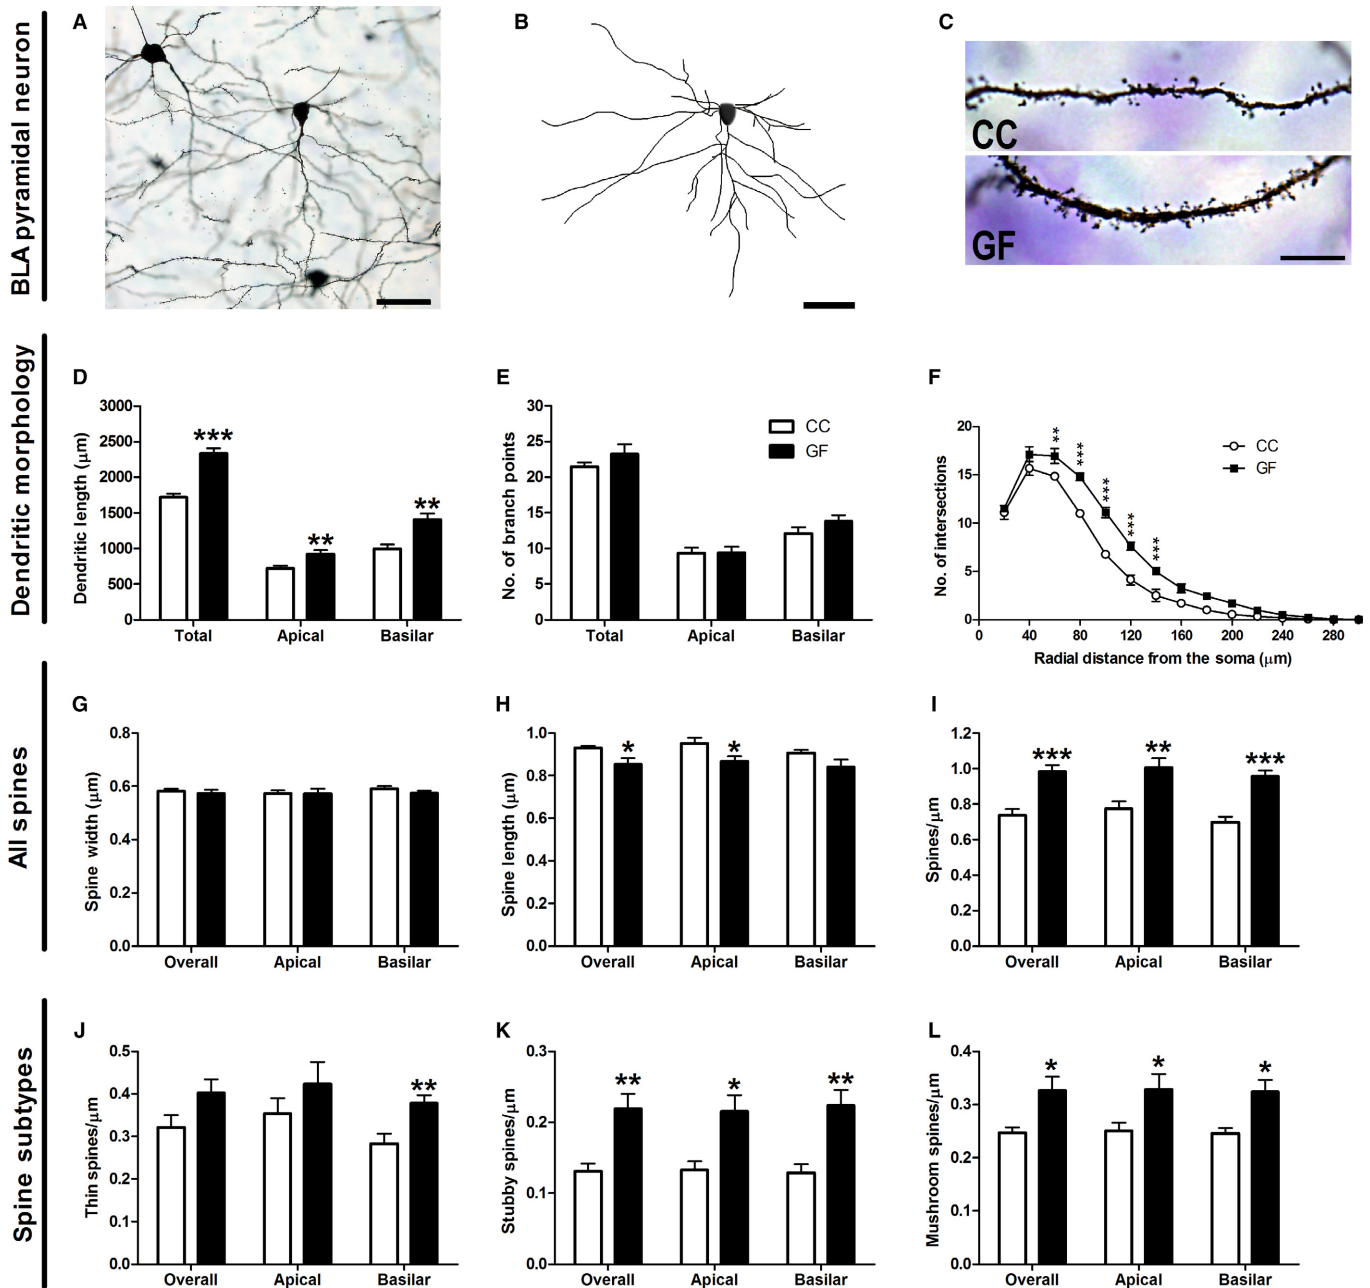 BLA pyramidal neuron
A
B
C
CC
GF
Dendritic morphology
D
3000
2500
2000
1500
1000
500
0
Dendritic length (μm)
***
**
**
Total Apical Basilar
E
30
25
20
15
10
5
0
No. of branch points
CC
GF
Total Apical Basilar
F
20
15
10
5
0
No. of intersections
**
***
***
***
***
CC
GF
0 40 80 120 160 200 240 280
Radial distance from the soma (μm)
All spines
G
0.8
0.6
0.4
0.2
0.0
Spine width (μm)
Overall Apical Basilar
H
1.0
0.8
0.6
0.4
0.2
0.0
Spine length (μm)
* *
Overall Apical Basilar
I
1.2
1.0
0.8
0.6
0.4
0.2
0.0
Spines/μm
*** ** ***
Overall Apical Basilar
Spine subtypes
J
0.5
0.4
0.3
0.2
0.1
0.0
Thin spines/μm
**
Overall Apical Basilar
K
0.3
0.2
0.1
0.0
Stubby spines/μm
** * **
Overall Apical Basilar
L
0.4
0.3
0.2
0.1
0.0
Mushroom spines/μm
* * *
Overall Apical Basilar